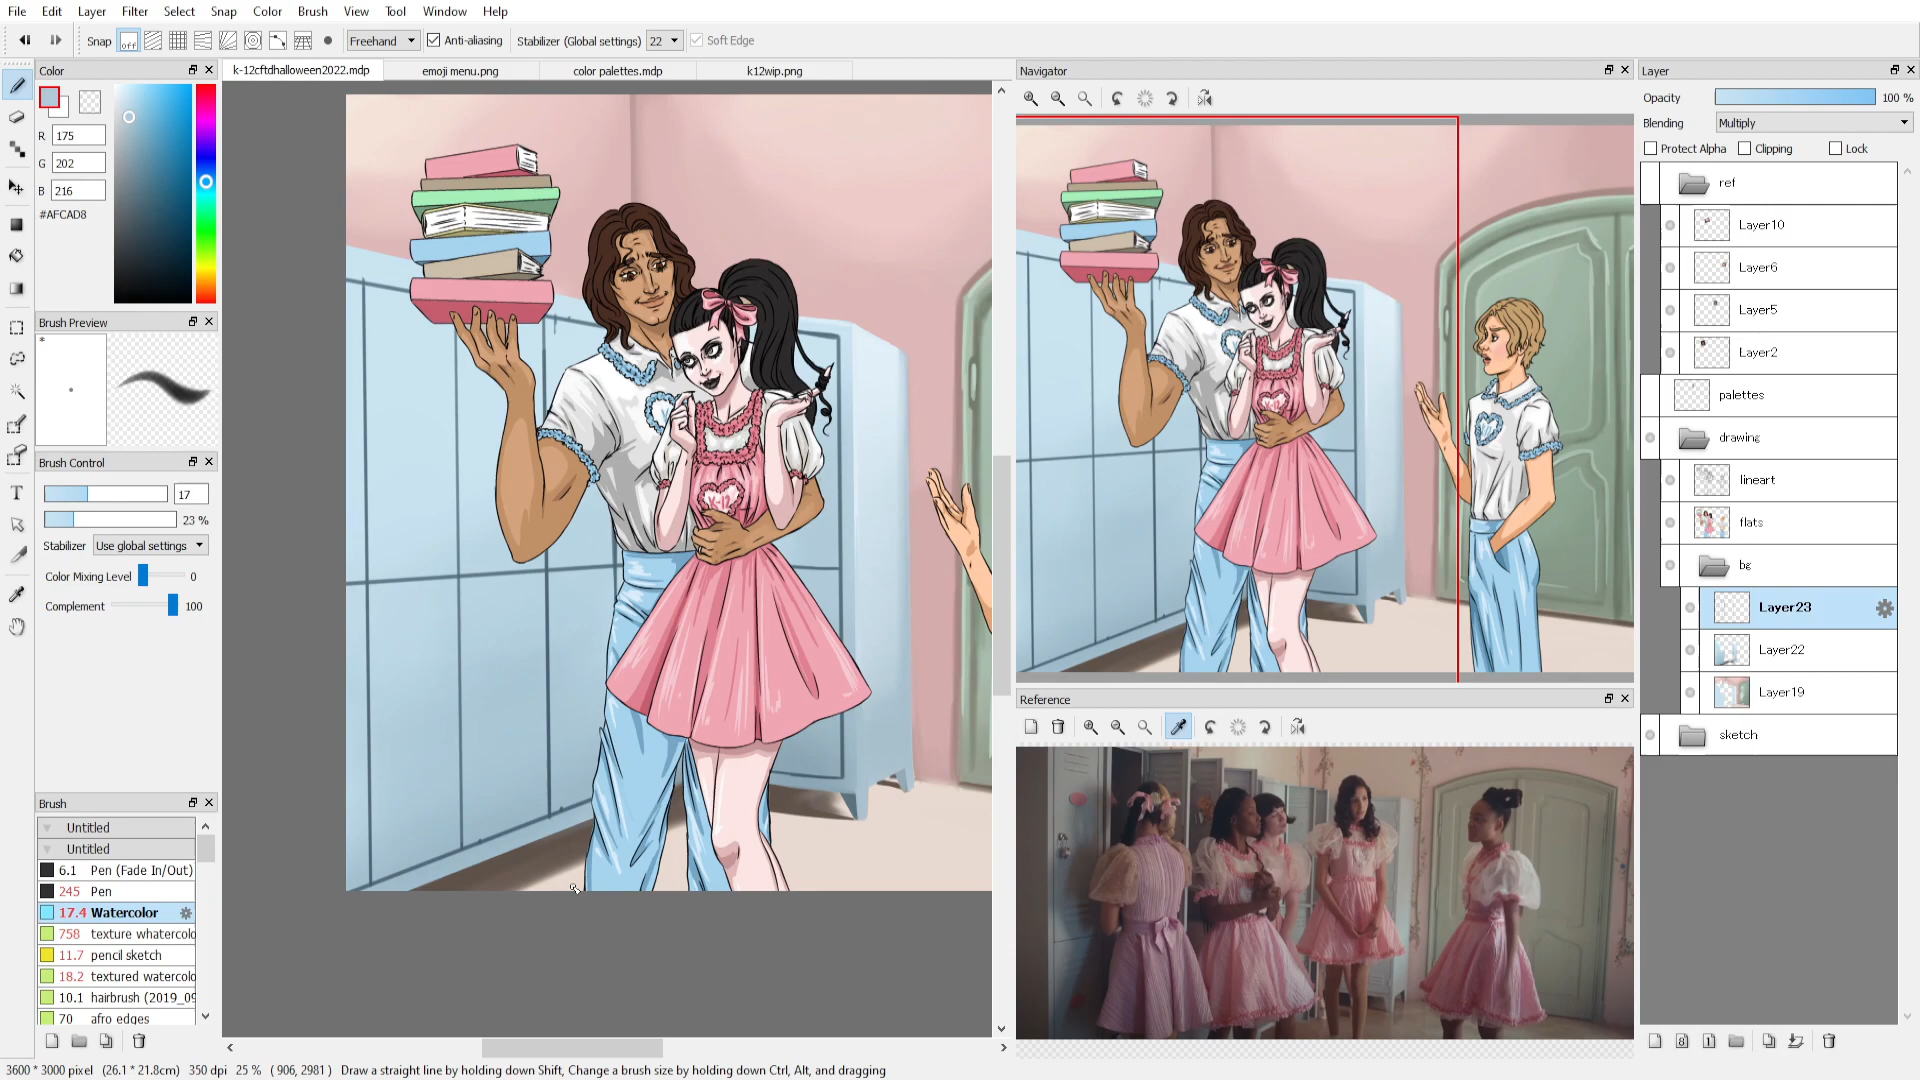 File Edit Layer Filter Select Snap Color Brush View Tool Window Help
Snap off Freehand Anti-aliasing Stabilizer (Global settings) 22 Soft Edge
Color
k-12cftdhalloween2022.mdp emoji menu.png color palettes.mdp k12wip.png
Navigator
Layer
R 175
G 202
B 216
#AFCAD8
Brush Preview
*
Brush Control
17
23 %
Stabilizer Use global settings
Color Mixing Level 0
Complement 100
Brush
Untitled
Untitled
6.1 Pen (Fade In/Out)
245 Pen
17.4 Watercolor
758 texture whatercolo
11.7 pencil sketch
18.2 textured watercolo
10.1 hairbrush (2019_09
70 afro edges
K-12
Reference
Opacity 100 %
Blending Multiply
Protect Alpha Clipping Lock
ref
Layer10
Layer6
Layer5
Layer2
palettes
drawing
lineart
flats
bg
Layer23
Layer22
Layer19
sketch
8 1
3600 * 3000 pixel (26.1 * 21.8cm) 350 dpi 25 % ( 906, 2981 ) Draw a straight line by holding down Shift, Change a brush size by holding down Ctrl, Alt, and dragging